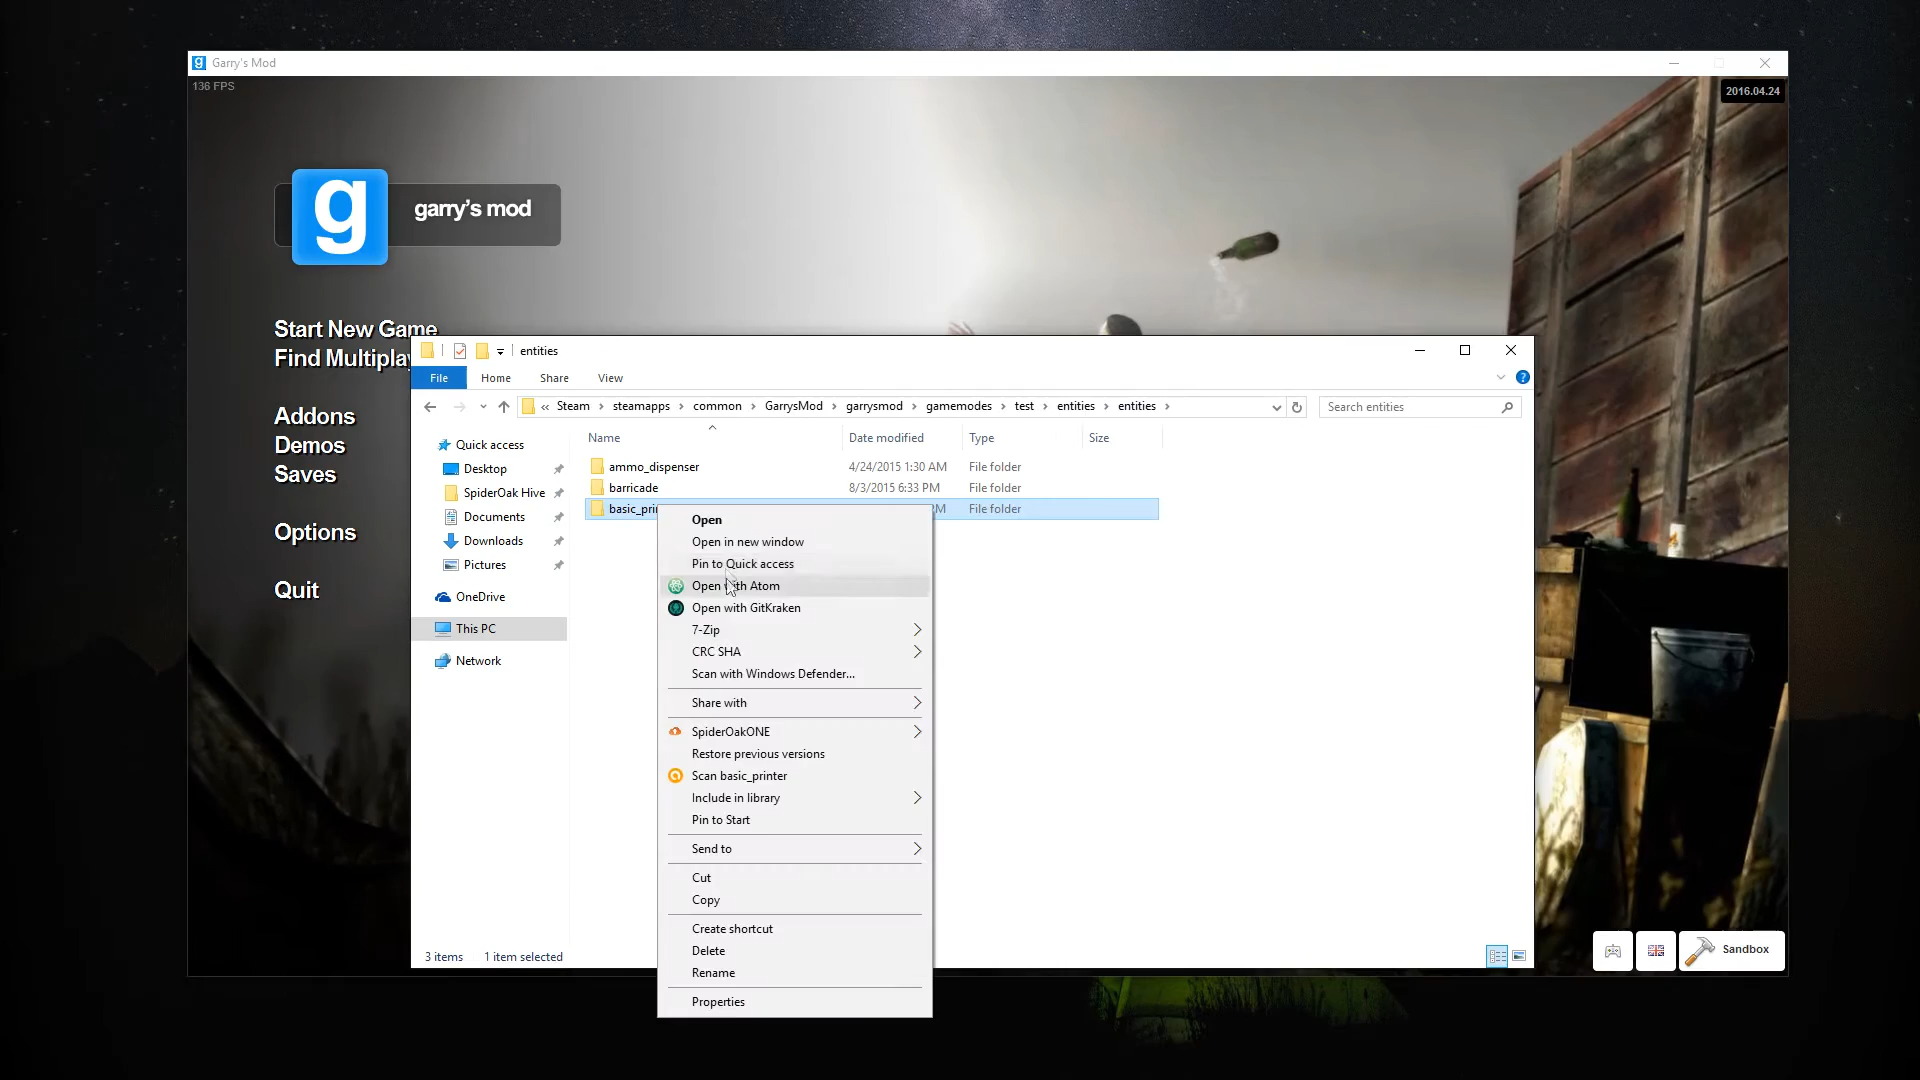 Garry's Mod
136 FPS
2016.04.24
g garry's mod
Start New Game
Find Multipla
Addons
Demos
Saves
Options
Quit
entities
File Home Share View
« Steam › steamapps › common › GarrysMod › garrysmod › gamemodes › test › entities › entities ›
Search entities
Name Date modified Type Size
Quick access
Desktop
SpiderOak Hive
Documents
Downloads
Pictures
OneDrive
This PC
Network
ammo_dispenser 4/24/2015 1:30 AM File folder
barricade 8/3/2015 6:33 PM File folder
basic_prin M File folder
Open
Open in new window
Pin to Quick access
Open with Atom
Open with GitKraken
7-Zip
CRC SHA
Scan with Windows Defender...
Share with
SpiderOakONE
Restore previous versions
Scan basic_printer
Include in library
Pin to Start
Send to
Cut
Copy
Create shortcut
Delete
Rename
Properties
3 items 1 item selected
Sandbox